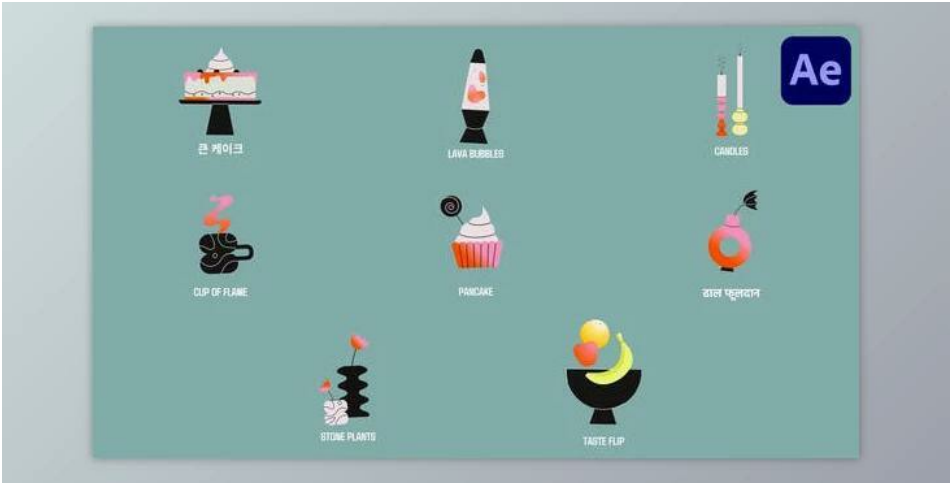 Ae
큰 케이크
LAVA BUBBLES
CANDLES
CUP OF FLAME
PANCAKE
ढाल फूलदान
STONE PLANTS
TASTE FLIP